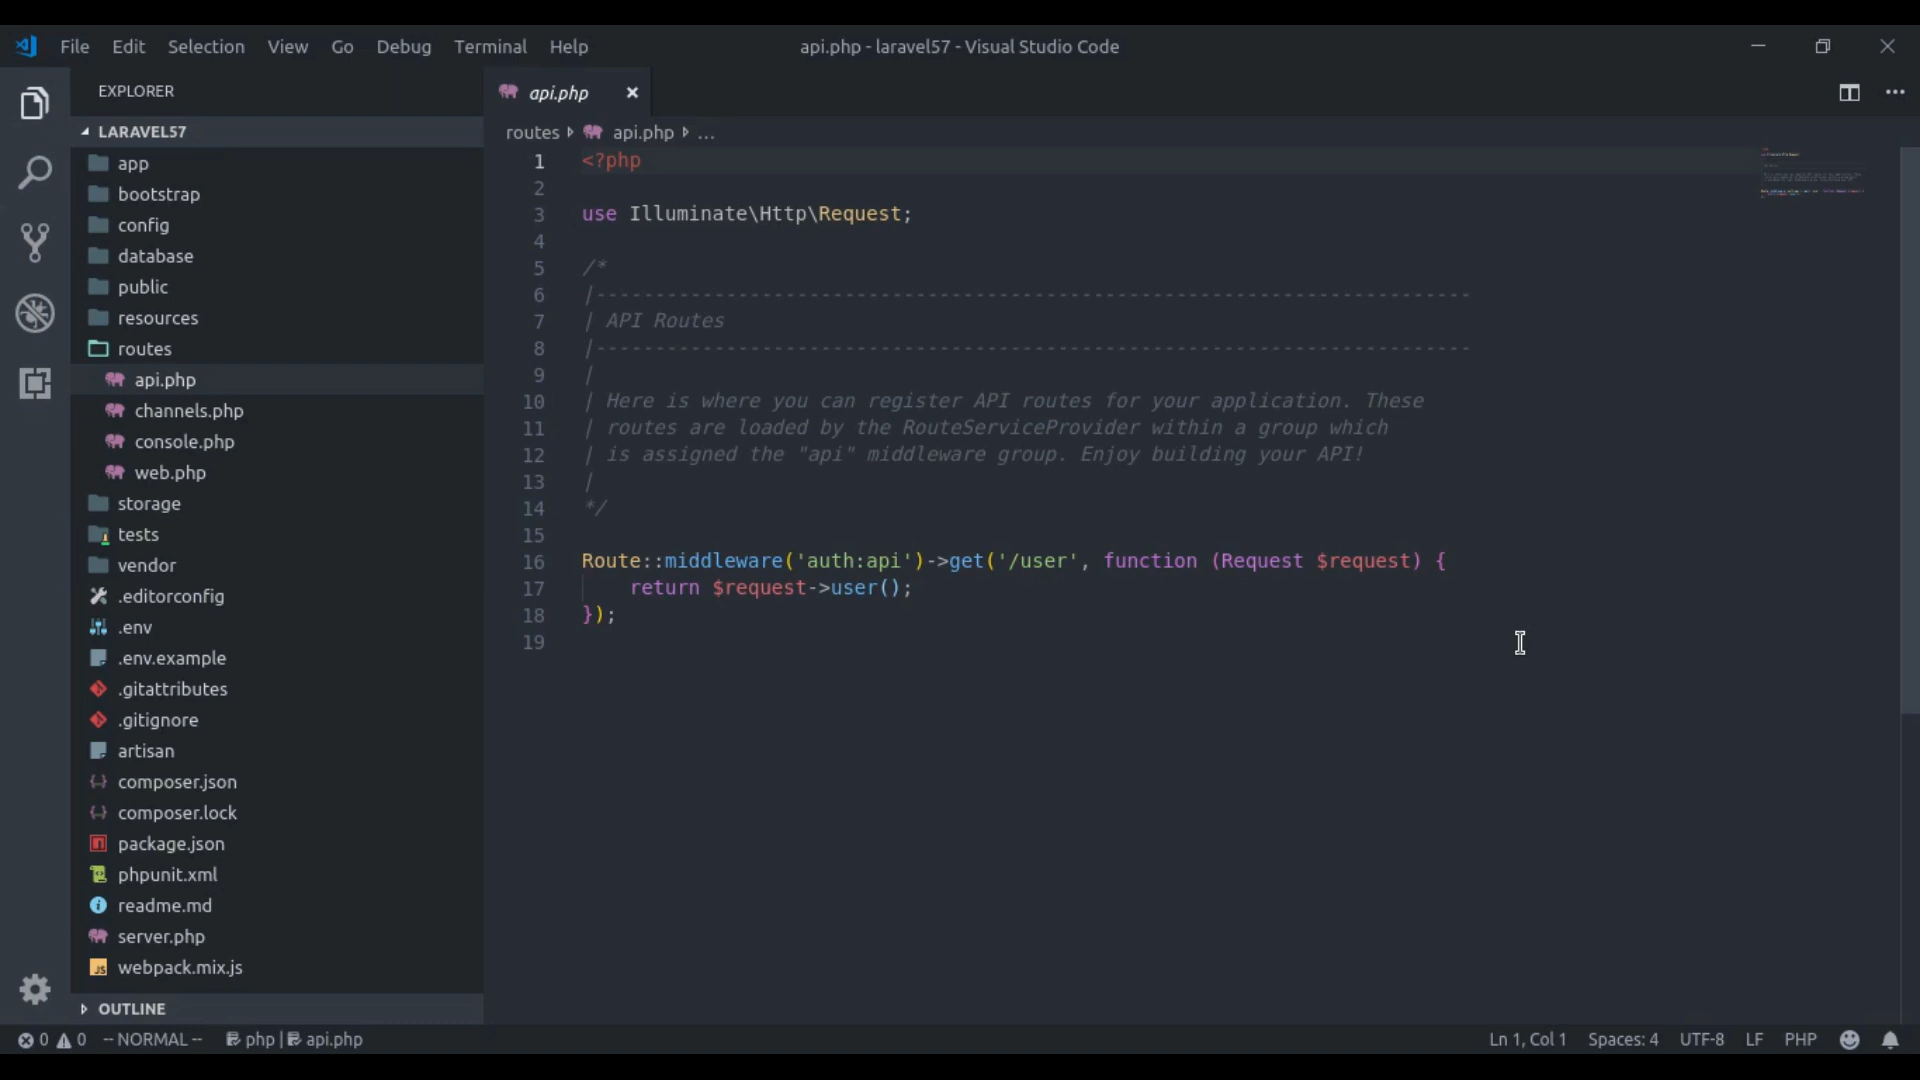 File Edit Selection View Go Debug Terminal Help
api.php - laravel57 - Visual Studio Code
EXPLORER
LARAVEL57
app
bootstrap
config
database
public
resources
routes
api.php
channels.php
console.php
web.php
storage
tests
vendor
.editorconfig
.env
.env.example
.gitattributes
.gitignore
artisan
composer.json
composer.lock
package.json
phpunit.xml
readme.md
server.php
webpack.mix.js
OUTLINE
api.php
routes api.php ...
1 <?php
2
3 use Illuminate\Http\Request;
4
5 /*
6 |--------------------------------------------------------------------------
7 | API Routes
8 |--------------------------------------------------------------------------
9 |
10 | Here is where you can register API routes for your application. These
11 | routes are loaded by the RouteServiceProvider within a group which
12 | is assigned the "api" middleware group. Enjoy building your API!
13 |
14 */
15
16 Route::middleware('auth:api')->get('/user', function (Request $request) {
17     return $request->user();
18 });
19
0 0 -- NORMAL -- php | api.php
Ln 1, Col 1 Spaces: 4 UTF-8 LF PHP